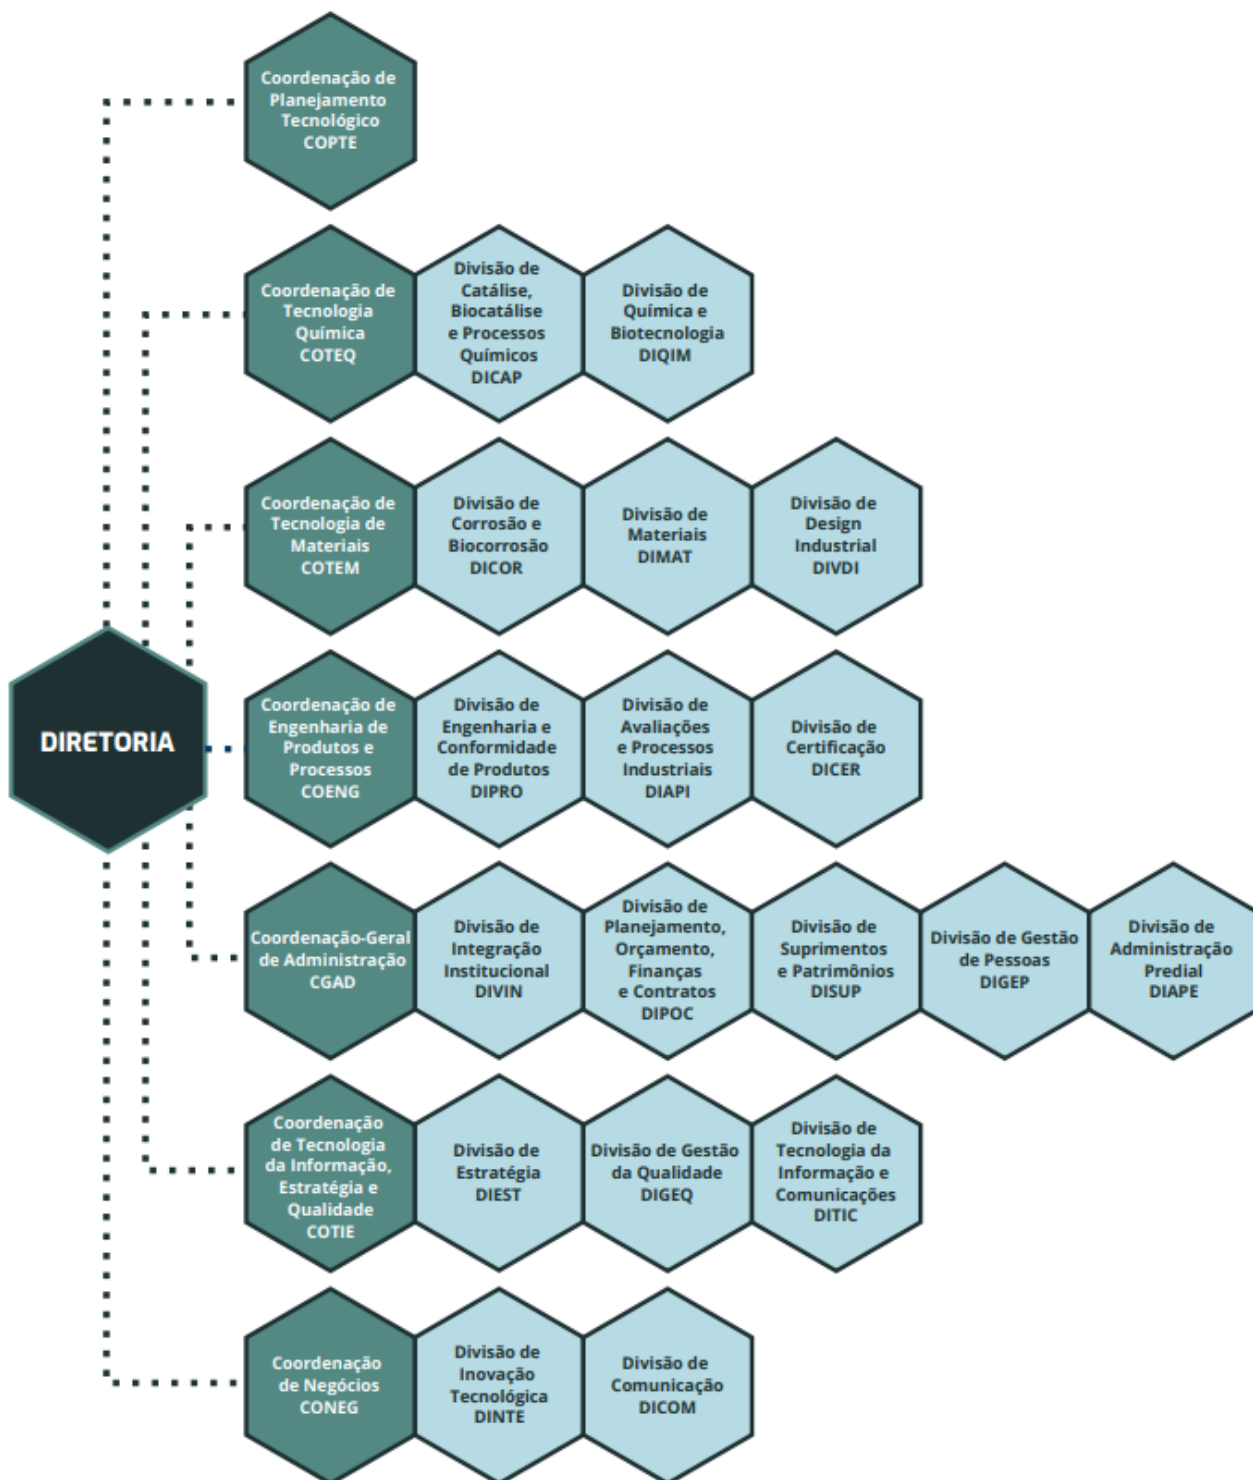 Coordenação de
Planejamento
Tecnológico
COPTE
Coordenação de
Tecnologia
Química
COTEQ
Divisão de
Catálise,
Biocatálise
e Processos
Químicos
DICAP
Divisão de
Química e
Biotecnologia
DIQIM
Coordenação de
Tecnologia de
Materiais
COTEM
Divisão de
Corrosão e
Biocorrosão
DICOR
Divisão de
Materiais
DIMAT
Divisão de
Design
Industrial
DIVDI
DIRETORIA
Coordenação de
Engenharia de
Produtos e
Processos
COENG
Divisão de
Engenharia e
Conformidade
de Produtos
DIPRO
Divisão de
Avaliações
e Processos
Industriais
DIAPI
Divisão de
Certificação
DICER
Coordenação-Geral
de Administração
CGAD
Divisão de
Integração
Institucional
DIVIN
Divisão de
Planejamento,
Orçamento,
Finanças
e Contratos
DIPOC
Divisão de
Suprimentos
e Patrimônios
DISUP
Divisão de Gestão
de Pessoas
DIGEP
Divisão de
Administração
Predial
DIAPE
Coordenação
de Tecnologia
da Informação,
Estratégia e
Qualidade
COTIE
Divisão de
Estratégia
DIEST
Divisão de Gestão
da Qualidade
DIGEQ
Divisão de
Tecnologia da
Informação e
Comunicações
DITIC
Coordenação
de Negócios
CONEG
Divisão de
Inovação
Tecnológica
DINTE
Divisão de
Comunicação
DICOM